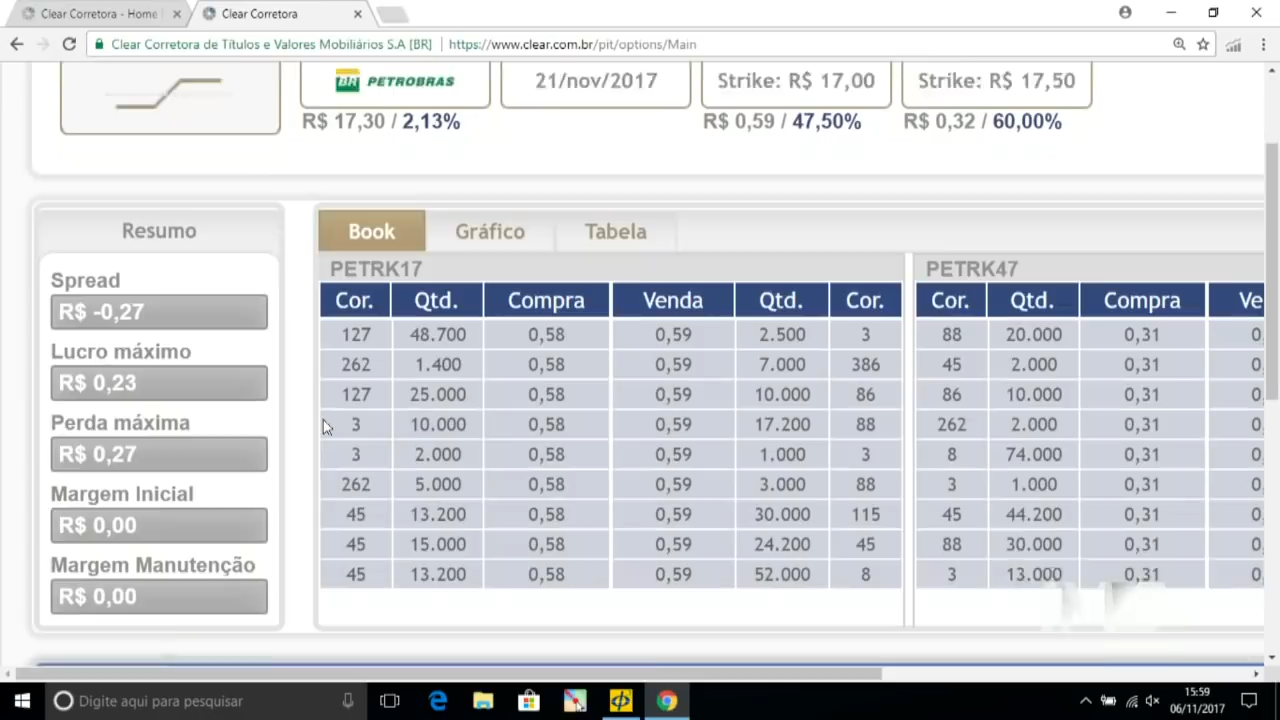 Clear Corretora - Home
Clear Corretora
Clear Corretora de Títulos e Valores Mobiliários S.A [BR] https://www.clear.com.br/pit/options/Main
BR PETROBRAS
21/nov/2017
Strike: R$ 17,00
Strike: R$ 17,50
R$ 17,30 / 2,13%
R$ 0,59 / 47,50%
R$ 0,32 / 60,00%
Resumo
Spread
R$ -0,27
Lucro máximo
R$ 0,23
Perda máxima
R$ 0,27
Margem Inicial
R$ 0,00
Margem Manutenção
R$ 0,00
Book Gráfico Tabela
PETRK17
Cor. Qtd. Compra Venda Qtd. Cor.
127 48.700 0,58 0,59 2.500 3
262 1.400 0,58 0,59 7.000 386
127 25.000 0,58 0,59 10.000 86
3 10.000 0,58 0,59 17.200 88
3 2.000 0,58 0,59 1.000 3
262 5.000 0,58 0,59 3.000 88
45 13.200 0,58 0,59 30.000 115
45 15.000 0,58 0,59 24.200 45
45 13.200 0,58 0,59 52.000 8
PETRK47
Cor. Qtd. Compra Ve
88 20.000 0,31 0,
45 2.000 0,31 0,
86 10.000 0,31 0,
262 2.000 0,31 0,
8 74.000 0,31 0,
3 1.000 0,31 0,
45 44.200 0,31 0,
88 30.000 0,31 0,
3 13.000 0,31 0,
Digite aqui para pesquisar
15:59
06/11/2017